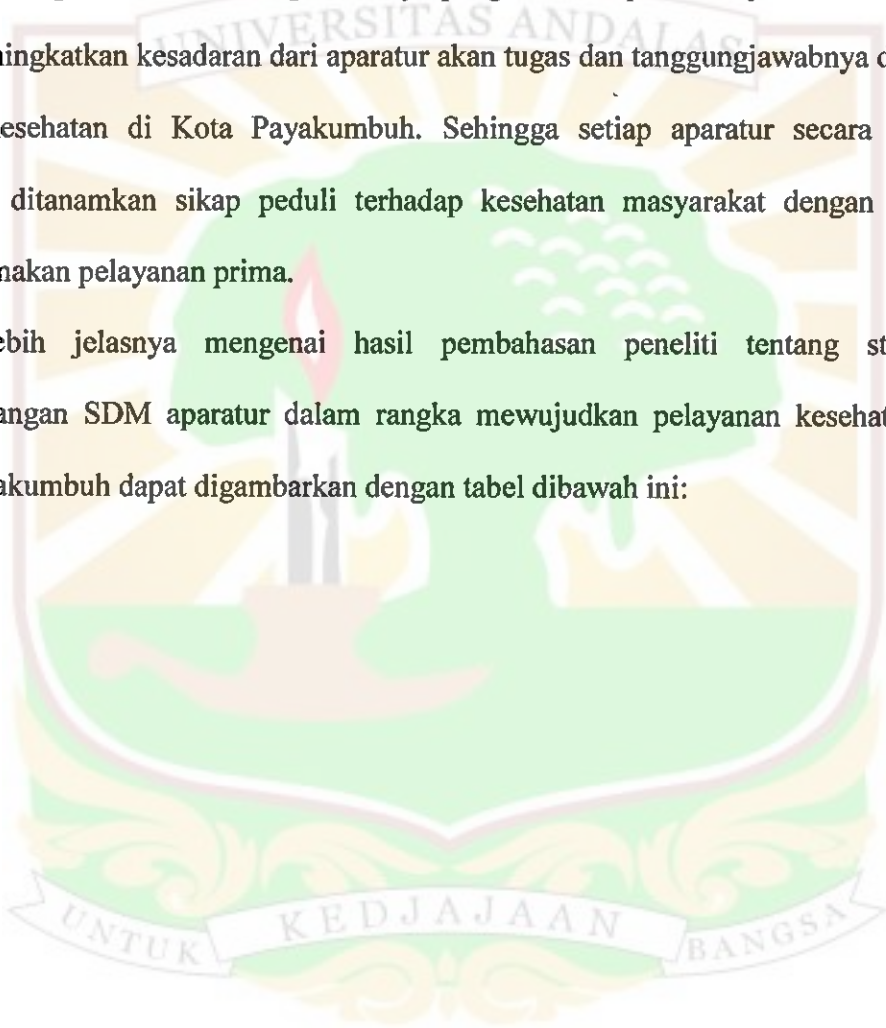 UNIVERSITAS ANDALAS
ningkatkan kesadaran dari aparatur akan tugas dan tanggungjawabnya d
esehatan di Kota Payakumbuh. Sehingga setiap aparatur secara
ditanamkan sikap peduli terhadap kesehatan masyarakat dengan
nakan pelayanan prima.
ebih jelasnya mengenai hasil pembahasan peneliti tentang st
angan SDM aparatur dalam rangka mewujudkan pelayanan kesehat
akumbuh dapat digambarkan dengan tabel dibawah ini:
UNTUK KEDJAJAAN BANGSA